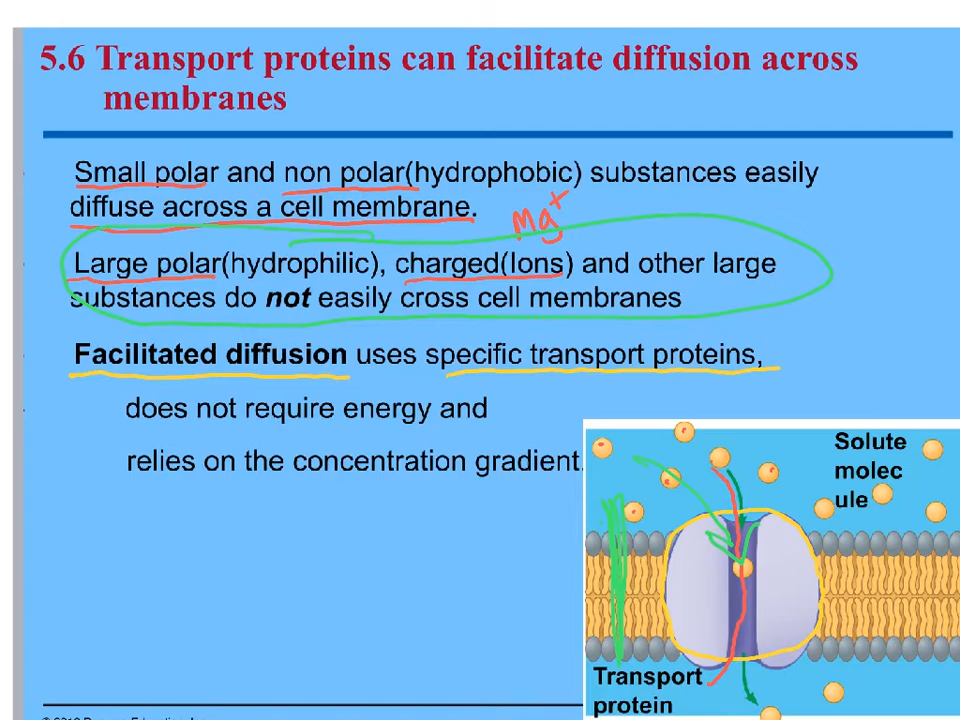 5.6 Transport proteins can facilitate diffusion across
membranes
Small polar and non polar(hydrophobic) substances easily
diffuse across a cell membrane.
Mg
Large polar(hydrophilic), charged(Ions) and other large
substances do not easily cross cell membranes
Facilitated diffusion uses specific transport proteins,
does not require energy and
relies on the concentration gradient.
Solute
molec
ule
Transport
protein